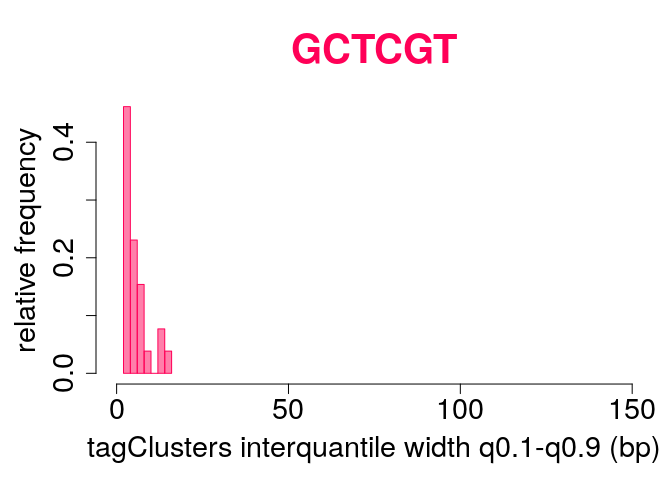 GCTCGT
relative frequency
0.4
0.2
0.0
0 50 100 150
tagClusters interquantile width q0.1-q0.9 (bp)